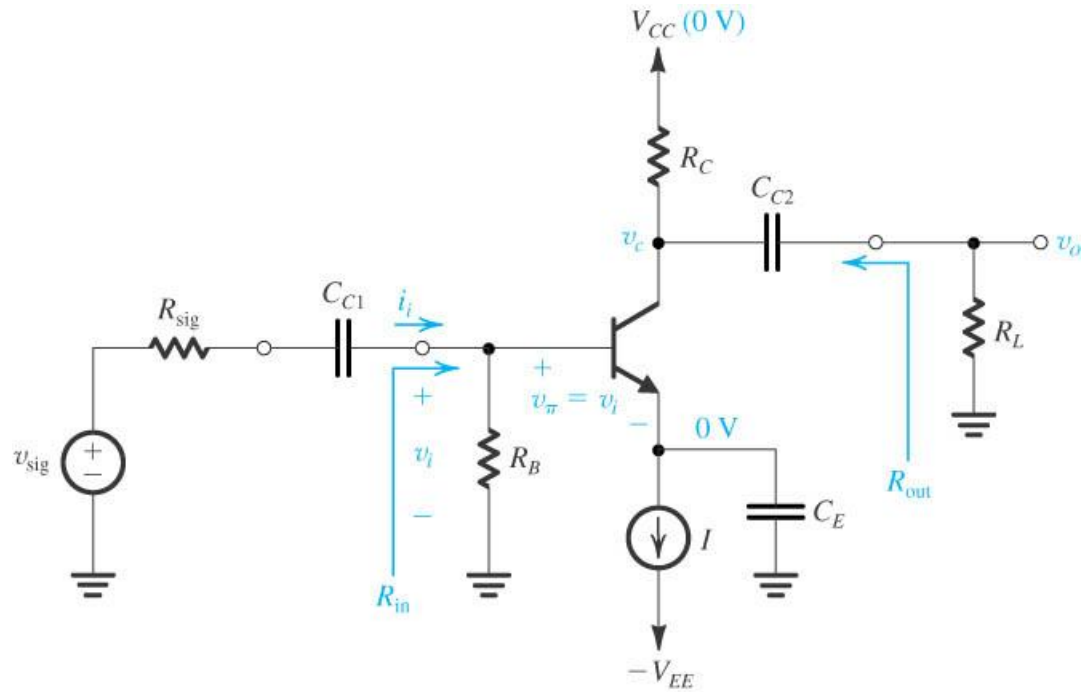 V_CC (0 V)
R_C
C_C2
v_c
v_o
C_C1
i_i
R_sig
R_L
+
v_π = v_i
−
0 V
+
−
v_sig
+
v_i
−
R_B
R_out
I
C_E
R_in
−V_EE